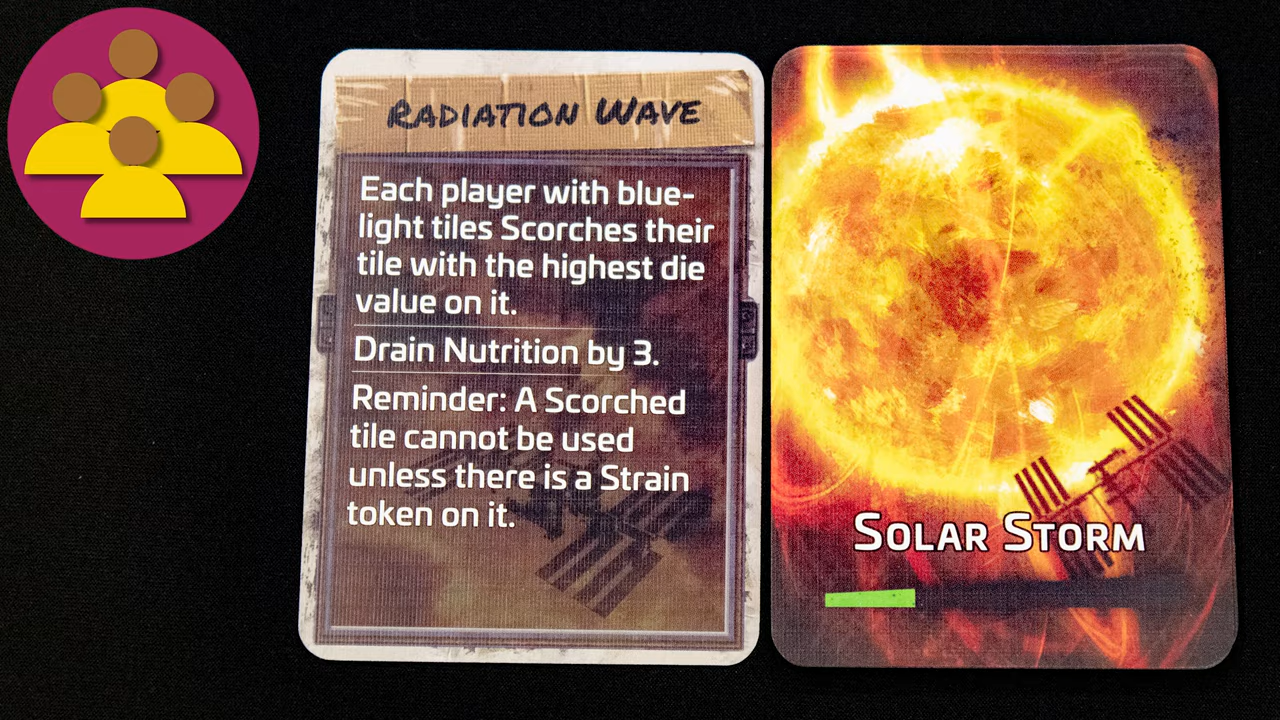 Radiation Wave
Each player with blue-
light tiles Scorches their
tile with the highest die
value on it.
Drain Nutrition by 3.
Reminder: A Scorched
tile cannot be used
unless there is a Strain
token on it.
Solar Storm